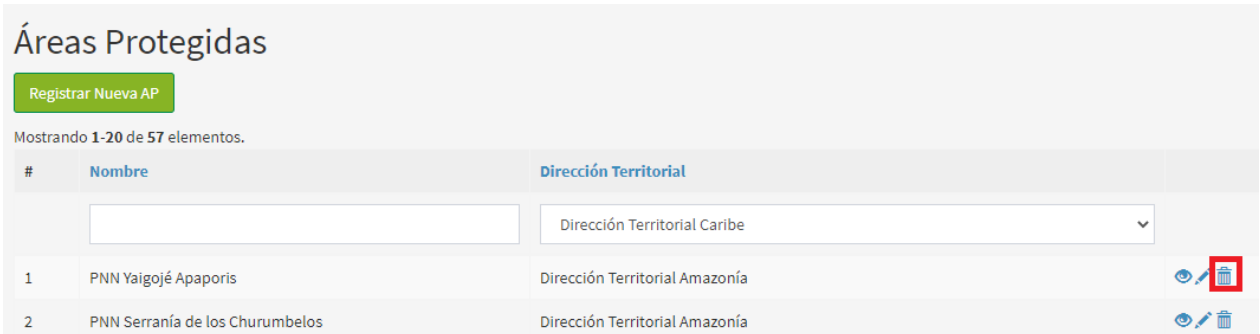 Áreas Protegidas
Registrar Nueva AP
Mostrando 1-20 de 57 elementos.
# Nombre Dirección Territorial
Dirección Territorial Caribe
1 PNN Yaigojé Apaporis Dirección Territorial Amazonía
2 PNN Serranía de los Churumbelos Dirección Territorial Amazonía